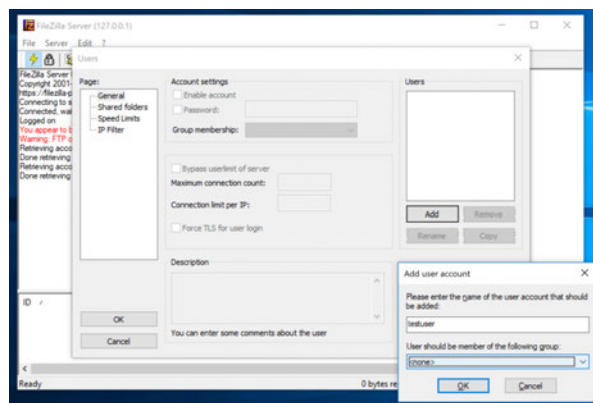 FileZilla Server (127.0.0.1)
File Server Edit ?
Users
FileZilla Server
Copyright 2001-
https://filezilla-p
Connecting to s
Connected, wai
Logged on
You appear to b
Warning: FTP o
Retrieving acco
Done retrieving
Retrieving acco
Done retrieving
Page:
General
Shared folders
Speed Limits
IP Filter
OK
Cancel
Account settings
Enable account
Password:
Group membership:
Bypass userlimit of server
Maximum connection count:
Connection limit per IP:
Force TLS for user login
Description
You can enter some comments about the user
Users
Add Remove
Rename Copy
Add user account
Please enter the name of the user account that should
be added:
testuser
User should be member of the following group:
<none>
OK Cancel
ID /
Ready 0 bytes re